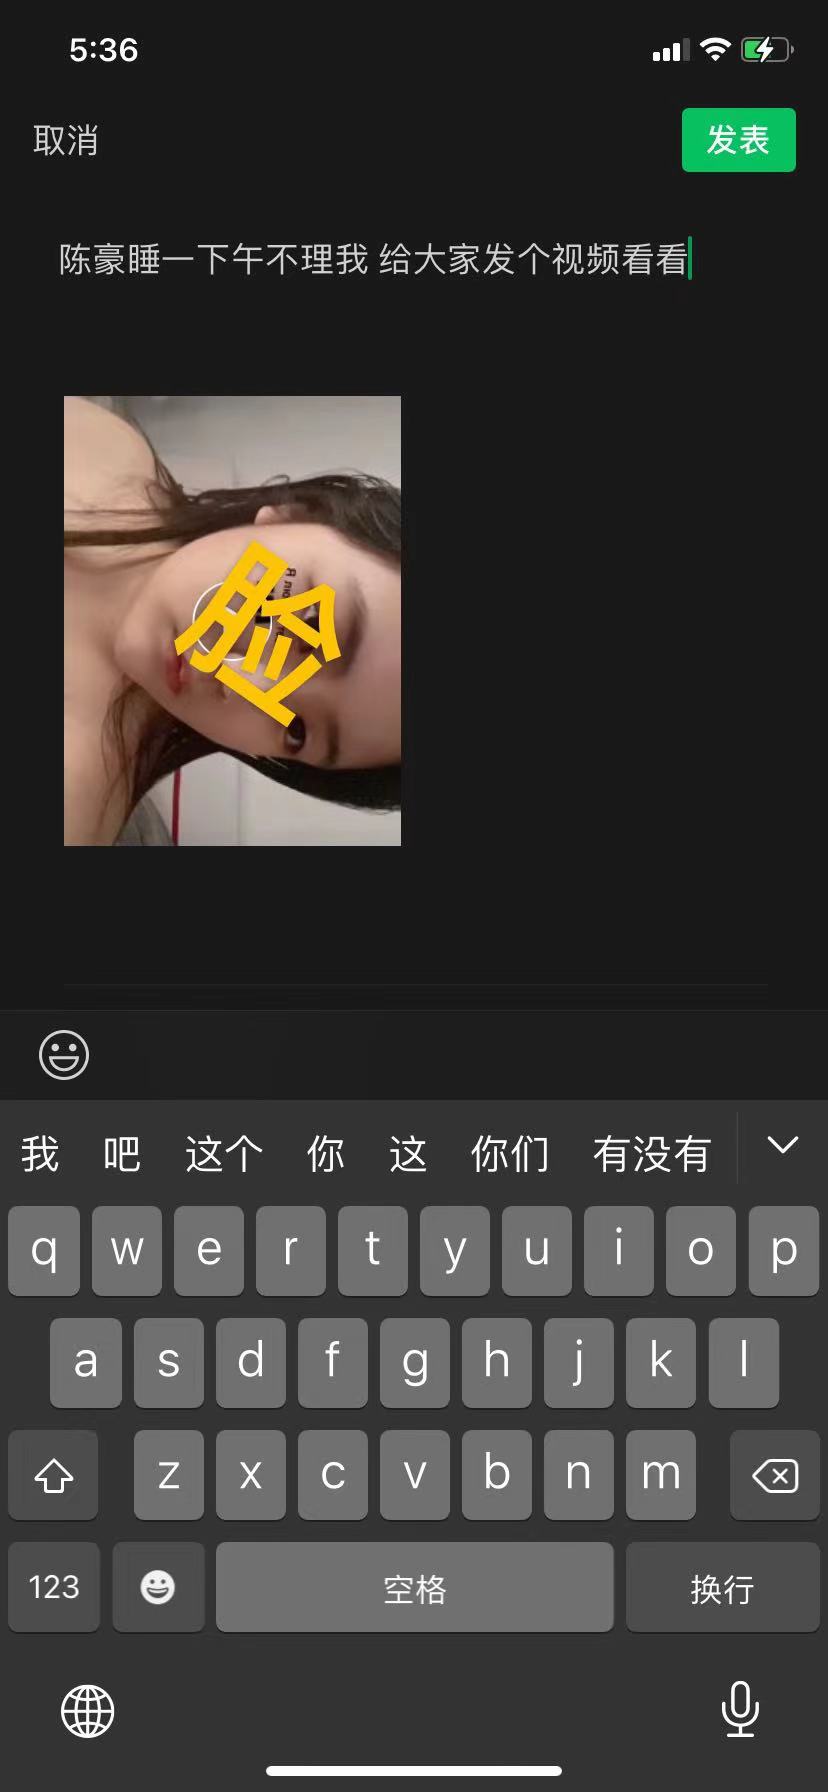 5:36
取消
发表
陈豪睡一下午不理我 给大家发个视频看看
脸
我 吧 这个 你 这 你们 有没有
q w e r t y u i o p
a s d f g h j k l
z x c v b n m
123 空格 换行